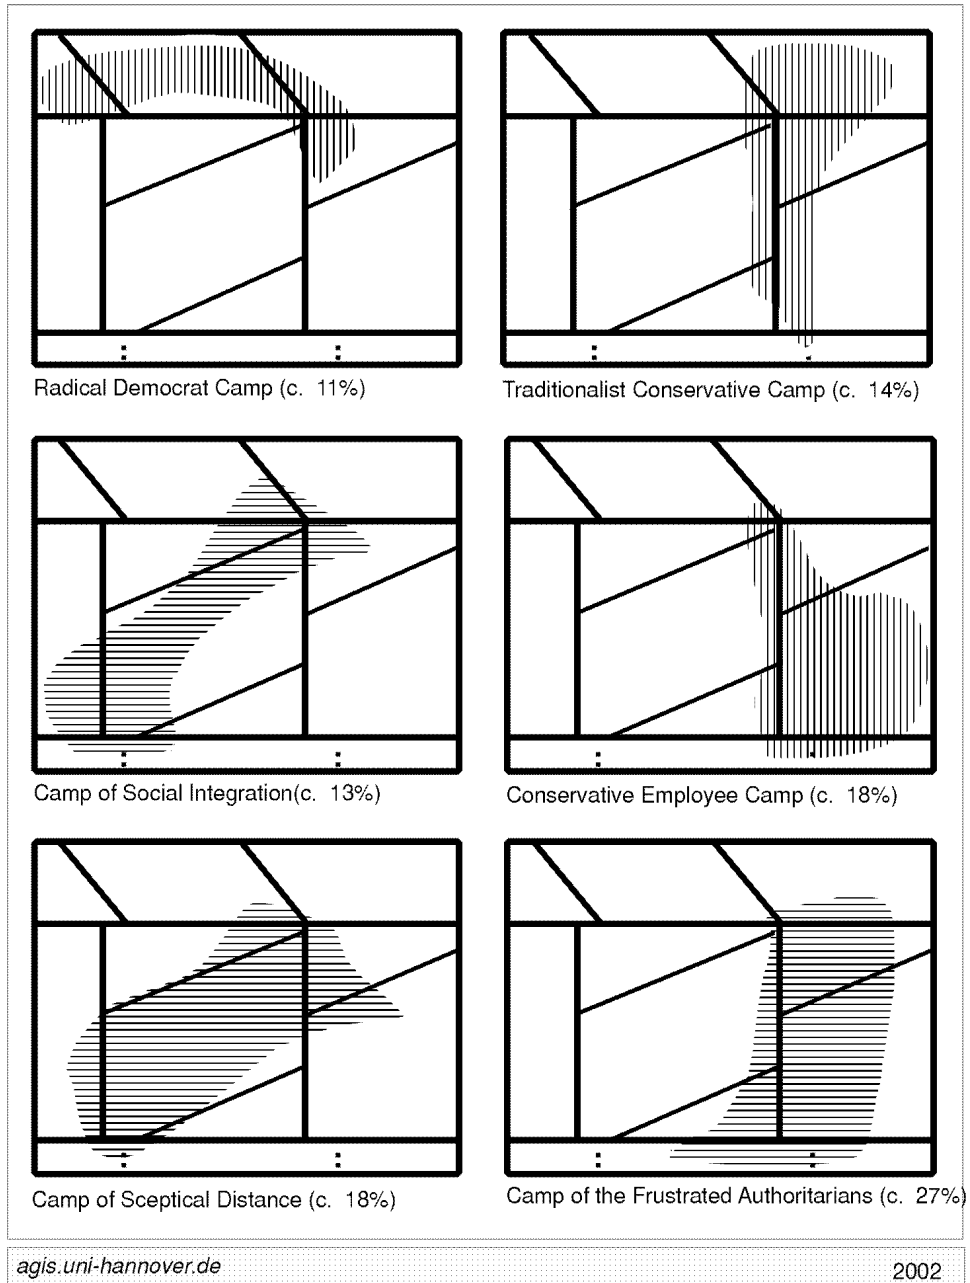 Radical Democrat Camp (c. 11%)
Traditionalist Conservative Camp (c. 14%)
Camp of Social Integration(c. 13%)
Conservative Employee Camp (c. 18%)
Camp of Sceptical Distance (c. 18%)
Camp of the Frustrated Authoritarians (c. 27%)
agis.uni-hannover.de
2002